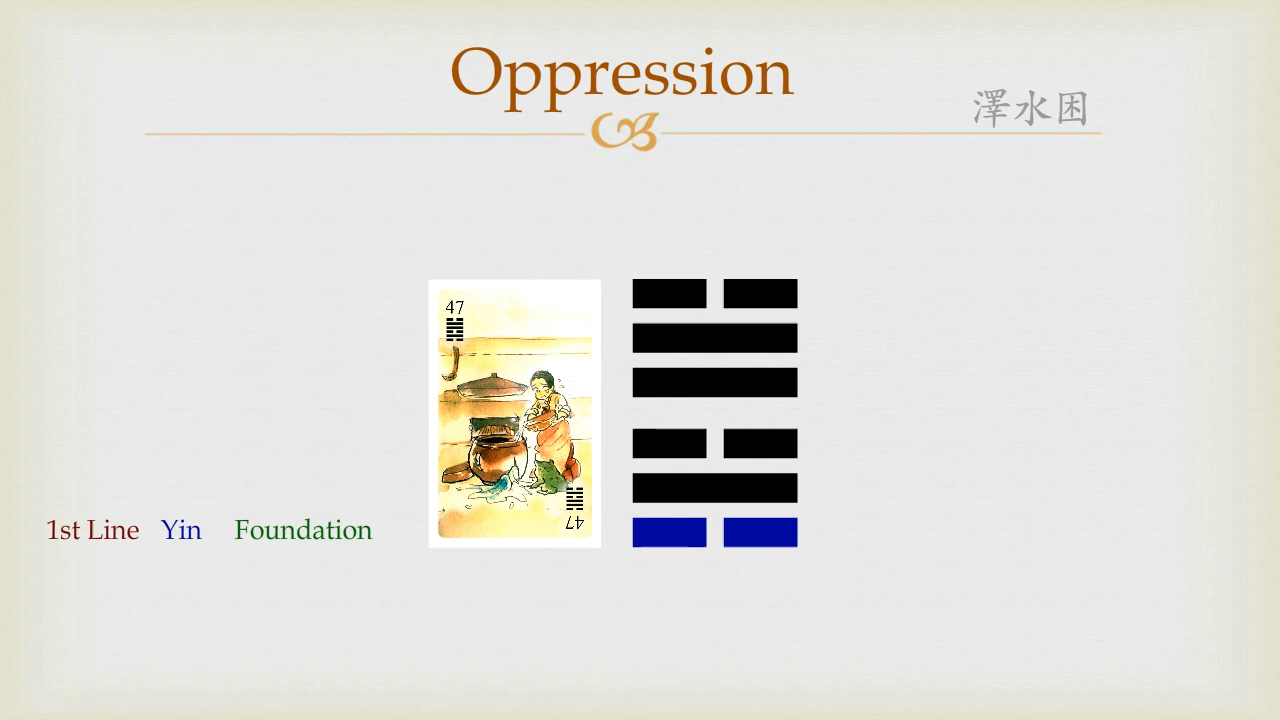 Oppression
澤水困
47
1st Line Yin Foundation
47